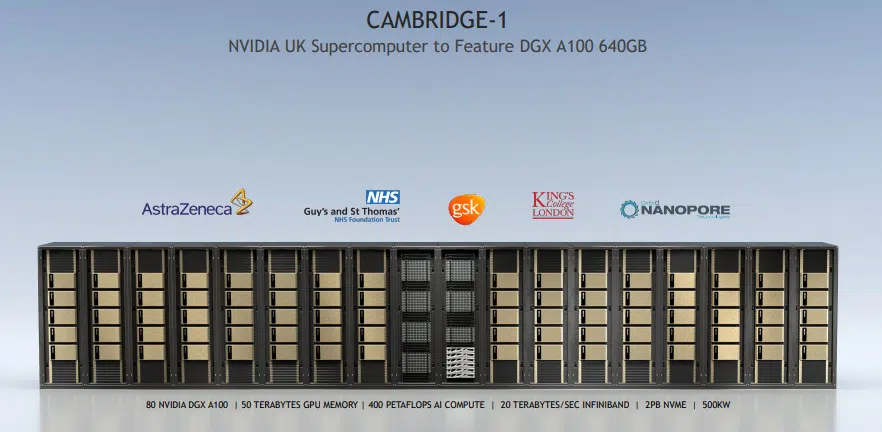 CAMBRIDGE-1
NVIDIA UK Supercomputer to Feature DGX A100 640GB
AstraZeneca
NHS
Guy's and St Thomas'
NHS Foundation Trust
gsk
KING'S
College
LONDON
Oxford
NANOPORE
Technologies
80 NVIDIA DGX A100 | 50 TERABYTES GPU MEMORY | 400 PETAFLOPS AI COMPUTE | 20 TERABYTES/SEC INFINIBAND | 2PB NVME | 500KW